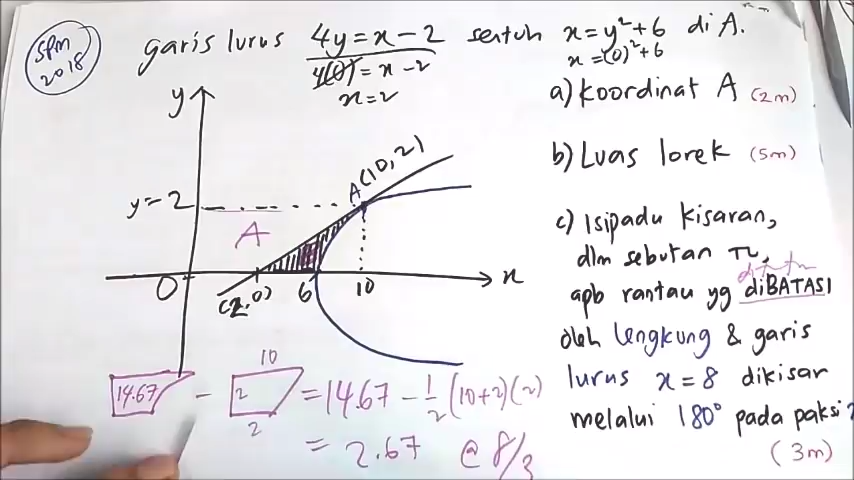 SPM 2018
garis lurus 4y = x - 2 sentuh x = y² + 6 di A.
4(0) = x - 2
x = 2
x = (0)² + 6
a) Koordinat A (2m)
b) Luas lorek (5m)
c) Isipadu kisaran,
dlm sebutan π,
apb rantau yg diBATASI
oleh lengkung & garis
lurus x = 8 dikisar
melalui 180° pada paksi
(3m)
y
y = 2
A(10, 2)
A
O
(2, 0)
6
10
x
14.67 - 2 10 2 = 14.67 - 1/2 (10+2)(2)
= 2.67 @ 8/3